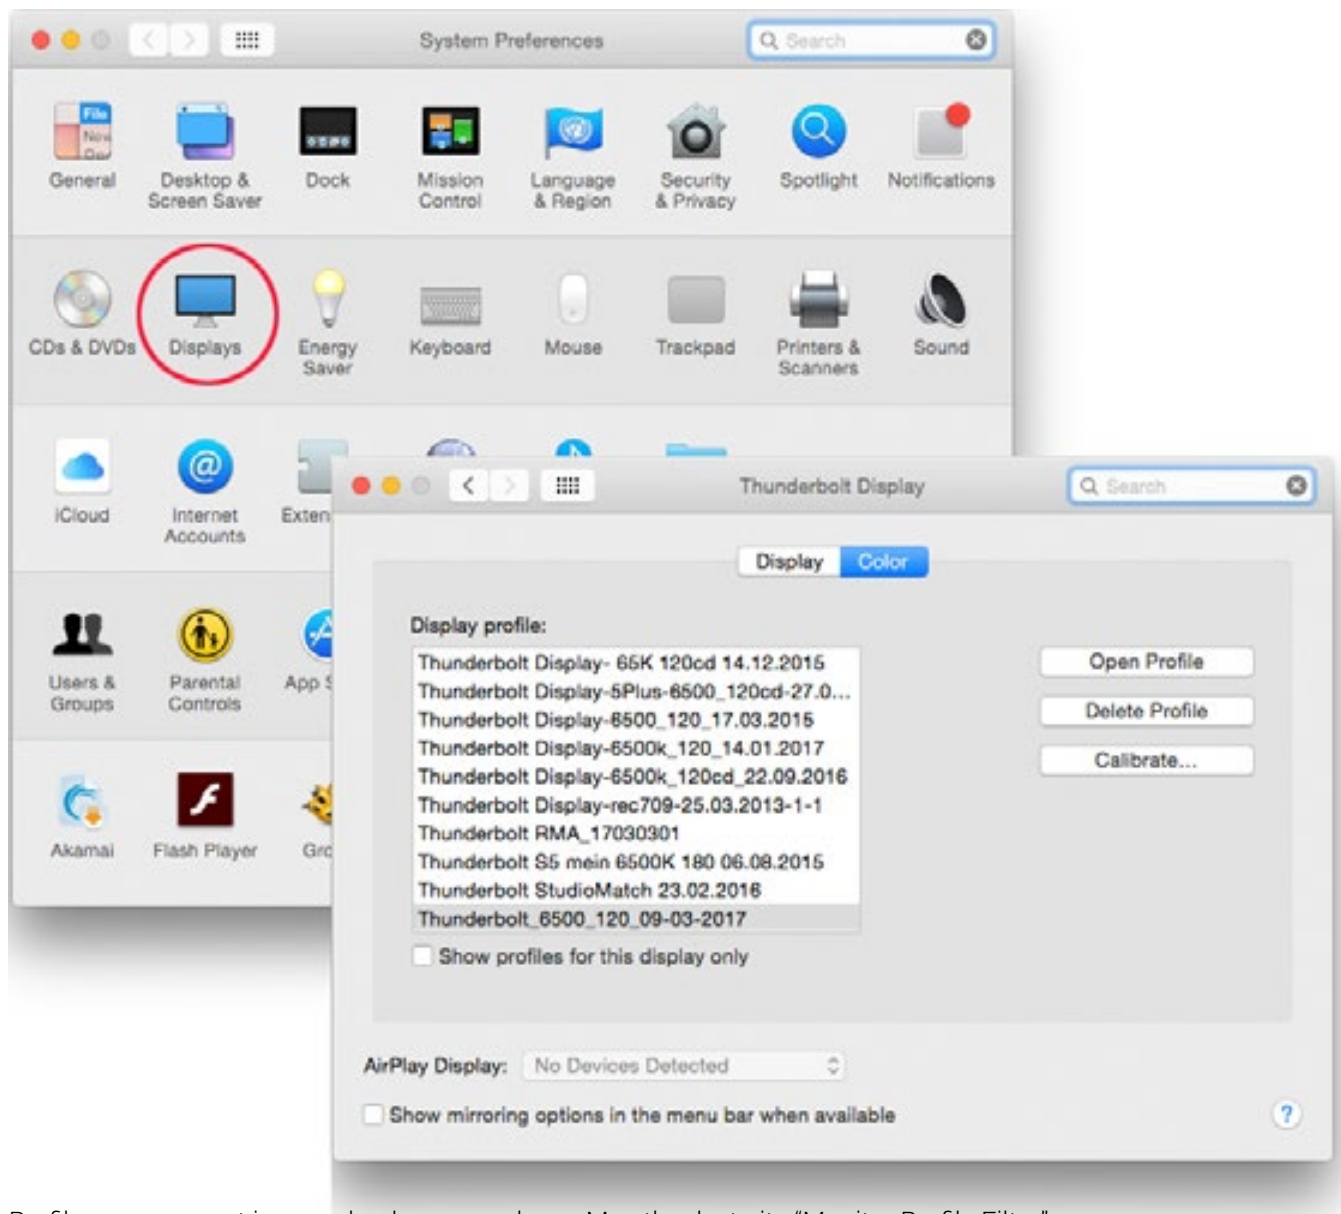 System Preferences
Search
File
New
General
Desktop &
Screen Saver
Dock
Mission
Control
Language
& Region
Security
& Privacy
Spotlight
Notifications
CDs & DVDs
Displays
Energy
Saver
Keyboard
Mouse
Trackpad
Printers &
Scanners
Sound
iCloud
Internet
Accounts
Exten
Users &
Groups
Parental
Controls
App S
Akamai
Flash Player
Gro
Thunderbolt Display
Search
Display
Color
Display profile:
Thunderbolt Display- 65K 120cd 14.12.2015
Thunderbolt Display-5Plus-6500_120cd-27.0...
Thunderbolt Display-6500_120_17.03.2015
Thunderbolt Display-6500k_120_14.01.2017
Thunderbolt Display-6500k_120cd_22.09.2016
Thunderbolt Display-rec709-25.03.2013-1-1
Thunderbolt RMA_17030301
Thunderbolt S5 mein 6500K 180 06.08.2015
Thunderbolt StudioMatch 23.02.2016
Thunderbolt_6500_120_09-03-2017
Show profiles for this display only
Open Profile
Delete Profile
Calibrate...
AirPlay Display:
No Devices Detected
Show mirroring options in the menu bar when available
?